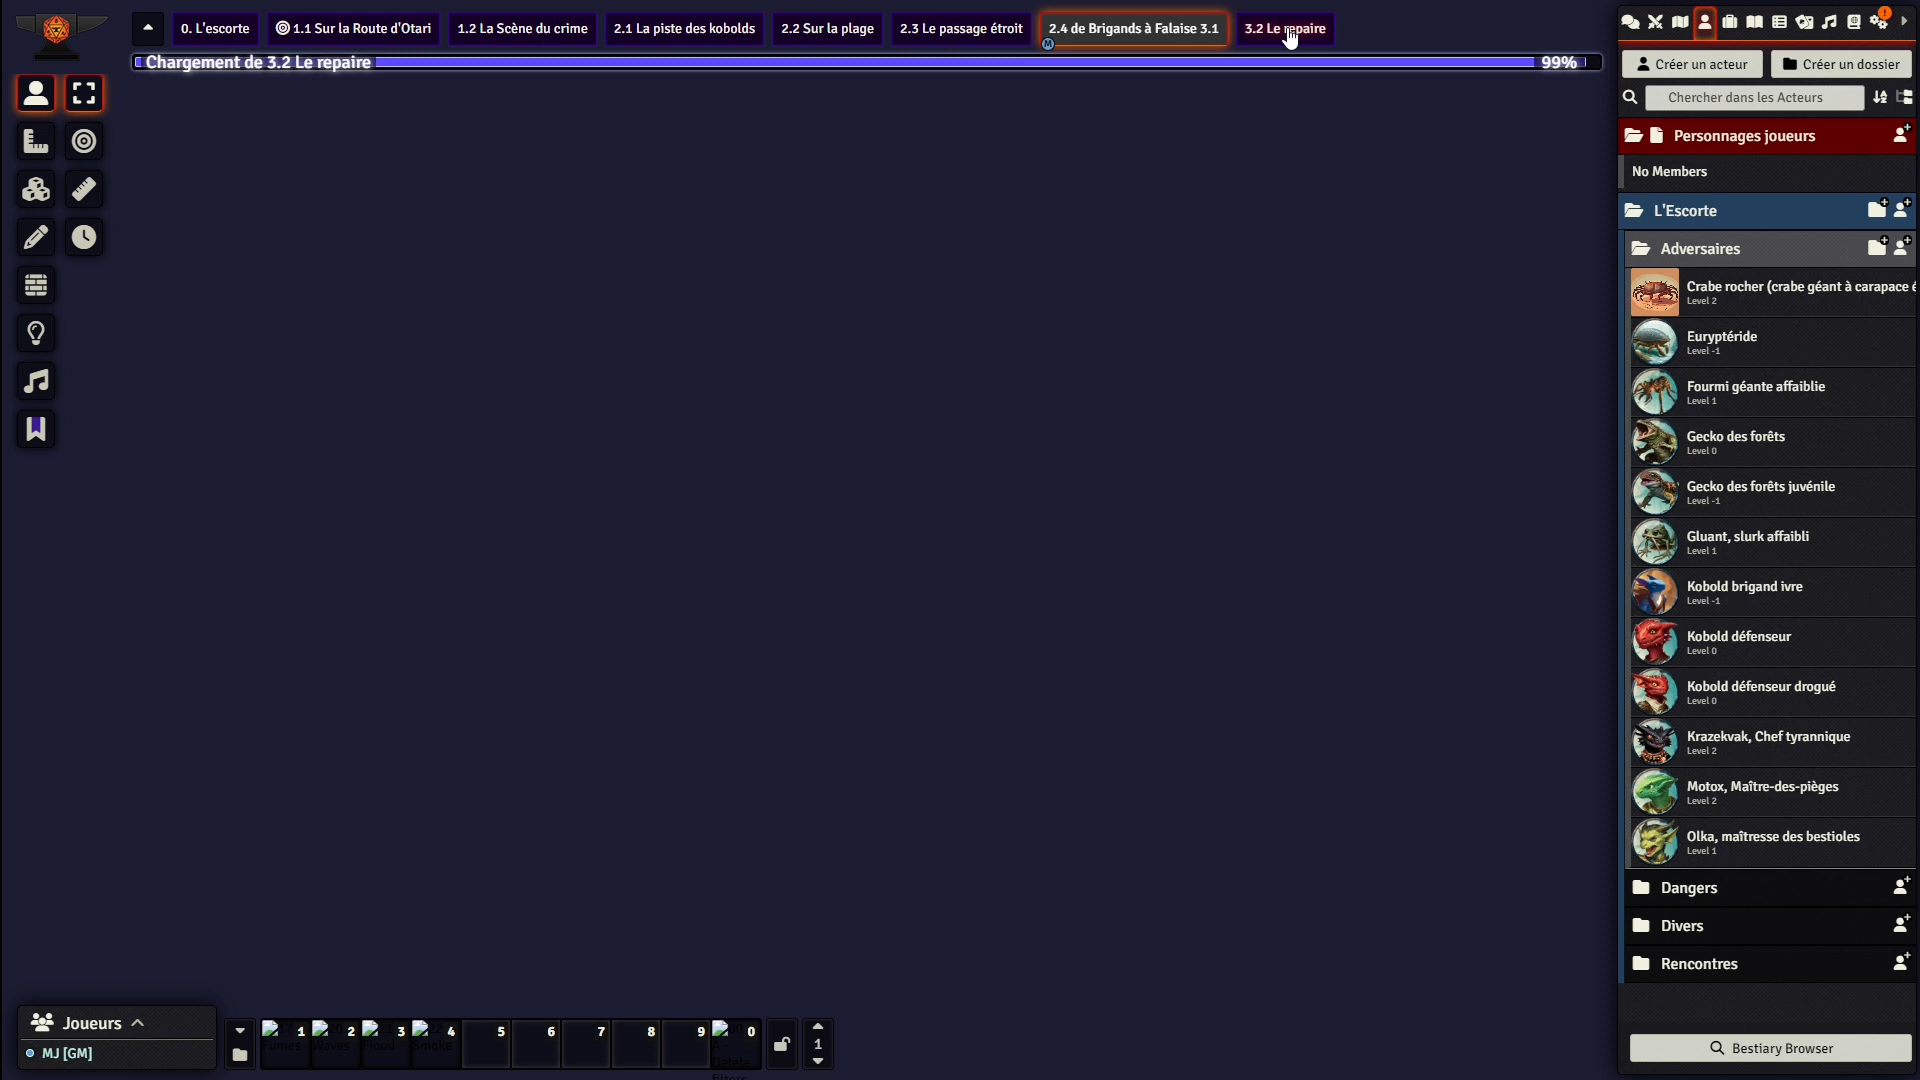 0. L'escorte
1.1 Sur la Route d'Otari
1.2 La Scène du crime
2.1 La piste des kobolds
2.2 Sur la plage
2.3 Le passage étroit
2.4 de Brigands à Falaise 3.1
3.2 Le repaire
M
Chargement de 3.2 Le repaire
99%
Créer un acteur
Créer un dossier
Chercher dans les Acteurs
Personnages joueurs
No Members
L'Escorte
Adversaires
Crabe rocher (crabe géant à carapace é
Level 2
Euryptéride
Level -1
Fourmi géante affaiblie
Level 1
Gecko des forêts
Level 0
Gecko des forêts juvénile
Level -1
Gluant, slurk affaibli
Level 1
Kobold brigand ivre
Level -1
Kobold défenseur
Level 0
Kobold défenseur drogué
Level 0
Krazekvak, Chef tyrannique
Level 2
Motox, Maître-des-pièges
Level 2
Olka, maîtresse des bestioles
Level 1
Dangers
Divers
Rencontres
Bestiary Browser
Joueurs
MJ [GM]
1 2 3 4 5 6 7 8 9 0
Waves
Flood
Smoke
Delete
filters
1